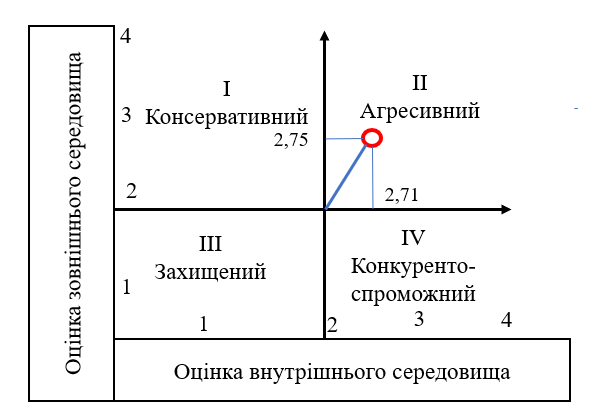 Оцінка зовнішнього середовища
4
3
2
1
I
Консервативний
II
Агресивний
2,75
2,71
III
Захищений
IV
Конкуренто-
спроможний
1
2
3
4
Оцінка внутрішнього середовища